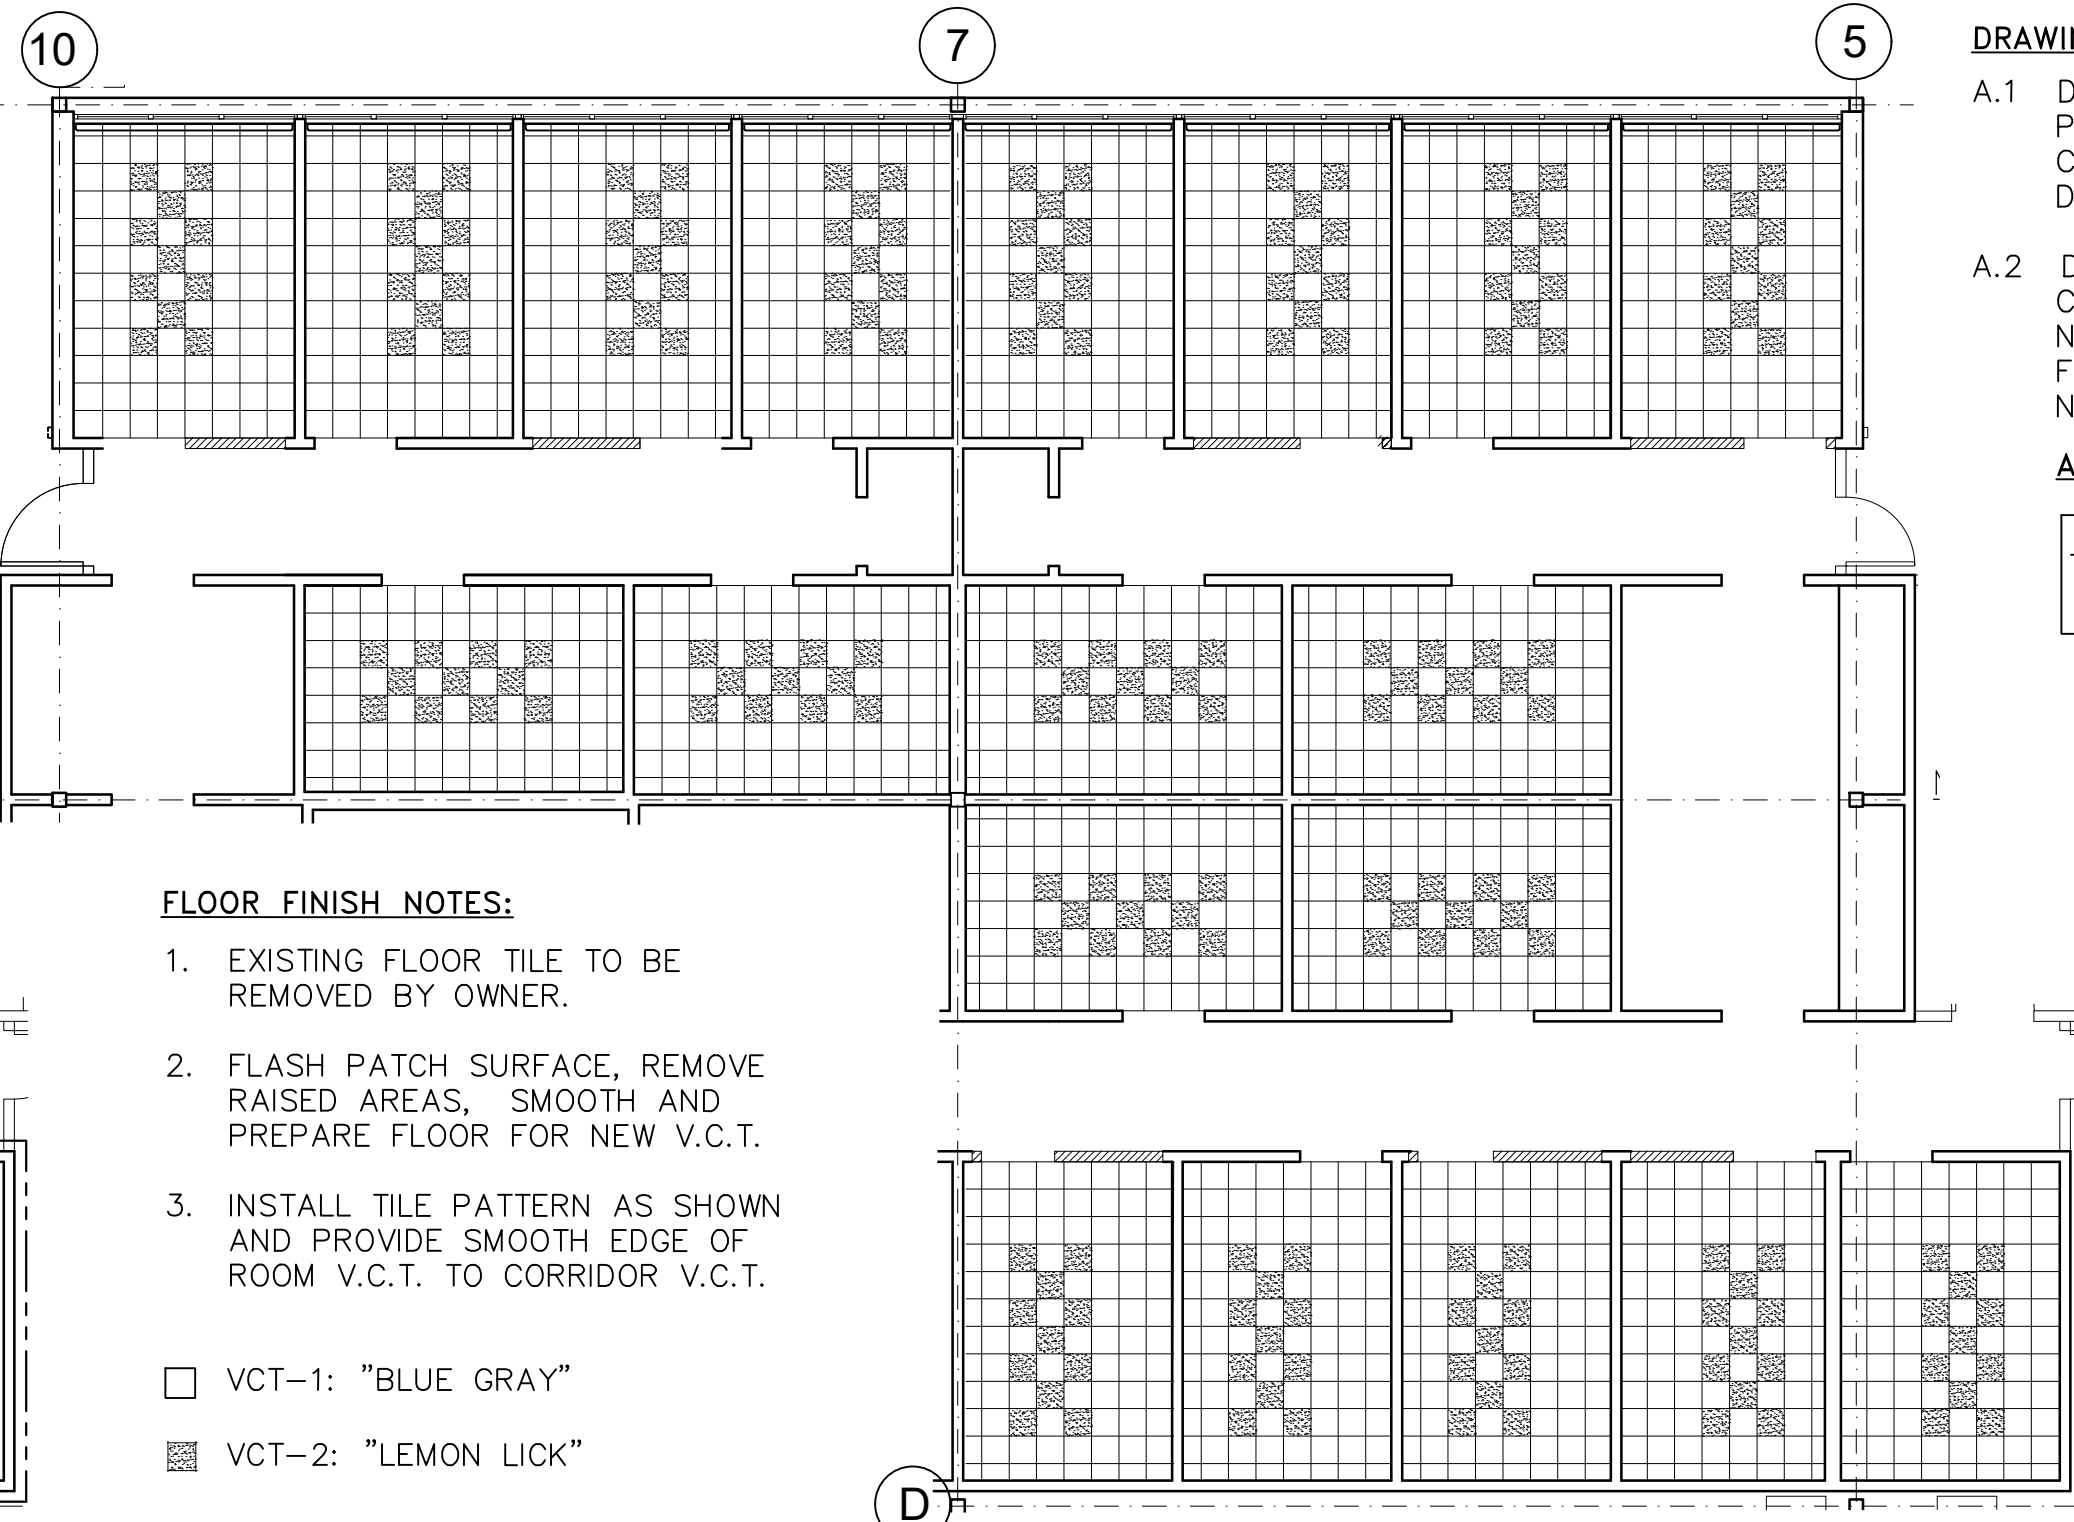 10
7
5
DRAWIN
A.1 D
P
C
D
A.2 D
C
N
F
N
A
FLOOR FINISH NOTES:
1. EXISTING FLOOR TILE TO BE
REMOVED BY OWNER.
2. FLASH PATCH SURFACE, REMOVE
RAISED AREAS, SMOOTH AND
PREPARE FLOOR FOR NEW V.C.T.
3. INSTALL TILE PATTERN AS SHOWN
AND PROVIDE SMOOTH EDGE OF
ROOM V.C.T. TO CORRIDOR V.C.T.
VCT-1: "BLUE GRAY"
VCT-2: "LEMON LICK"
D